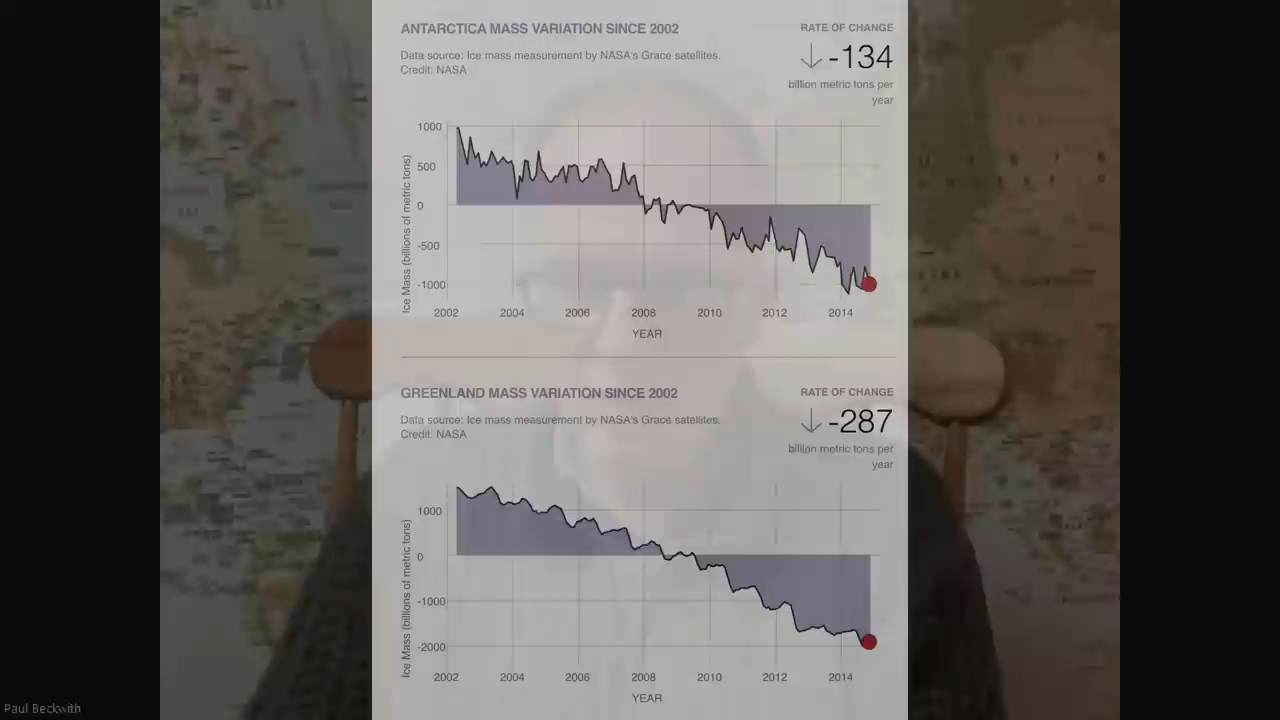 ANTARCTICA MASS VARIATION SINCE 2002
RATE OF CHANGE
Data source: Ice mass measurement by NASA's Grace satellites.
Credit: NASA
-134
billion metric tons per
year
Ice Mass (billions of metric tons)
1000
500
0
-500
-1000
2002 2004 2006 2008 2010 2012 2014
YEAR
GREENLAND MASS VARIATION SINCE 2002
RATE OF CHANGE
Data source: Ice mass measurement by NASA's Grace satellites.
Credit: NASA
-287
billion metric tons per
year
Ice Mass (billions of metric tons)
1000
0
-1000
-2000
2002 2004 2006 2008 2010 2012 2014
YEAR
Paul Beckwith